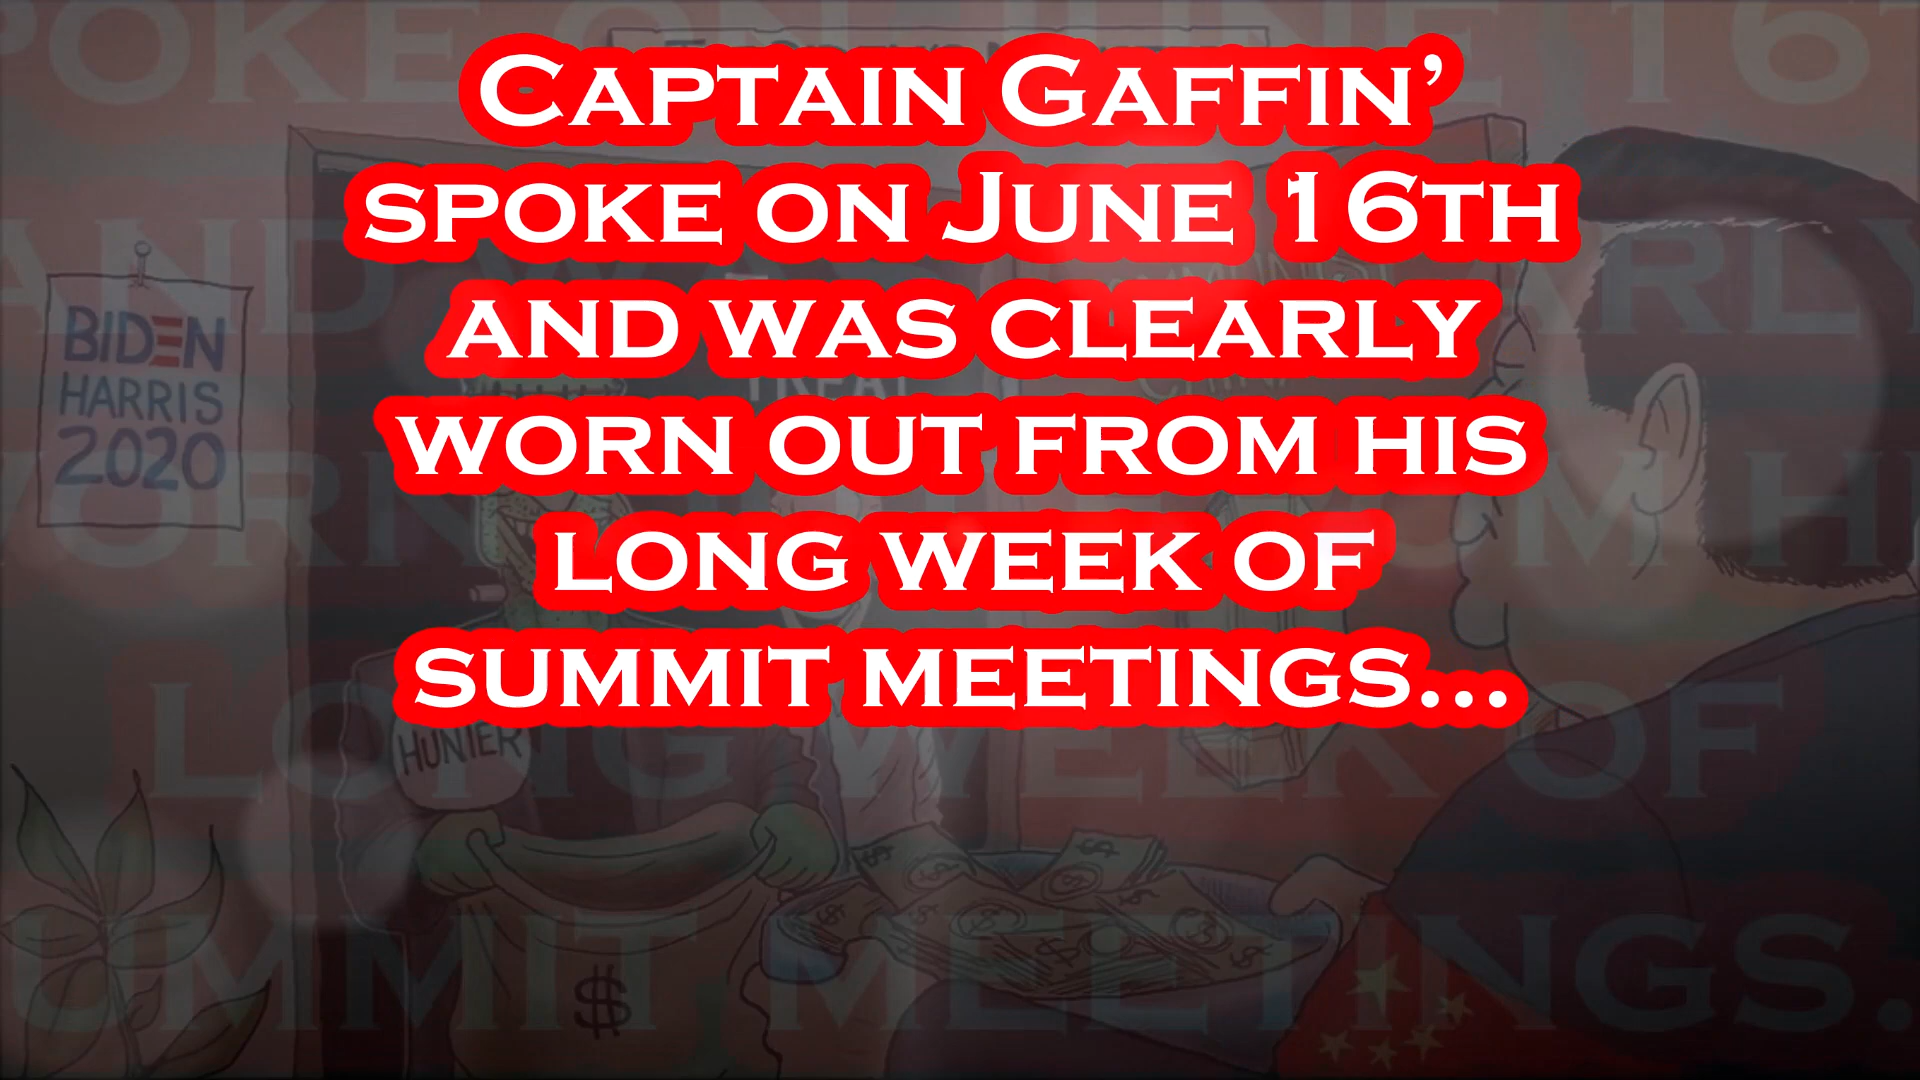 Captain Gaffin'
spoke on June 16th
and was clearly
worn out from his
long week of
summit meetings...
BIDEN
HARRIS
2020
TREAT
HUNTER
$